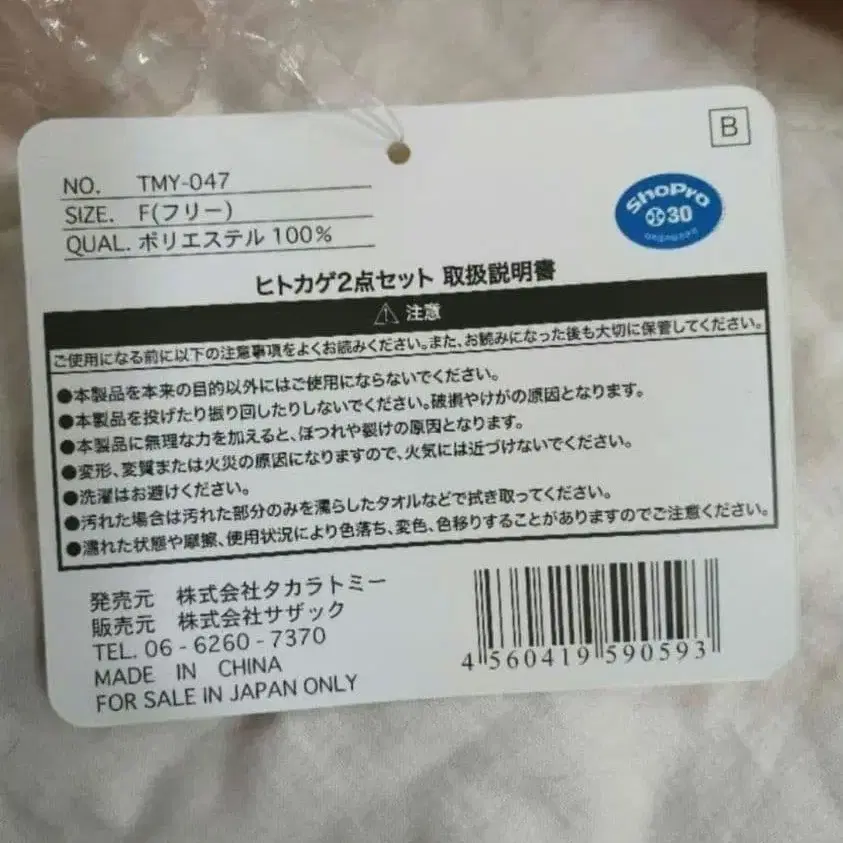 B
NO. TMY-047
SIZE. F(フリー)
QUAL. ポリエステル 100%
ShoPro
30
ヒトカゲ2点セット 取扱説明書
⚠ 注意
ご使用になる前に以下の注意事項をよくお読みください。また、お読みになった後も大切に保管してください。
●本製品を本来の目的以外にはご使用にならないでください。
●本製品を投げたり振り回したりしないでください。破損やけがの原因となります。
●本製品に無理な力を加えると、ほつれや裂けの原因となります。
●変形、変質または火災の原因になりますので、火気には近づけないでください。
●洗濯はお避けください。
●汚れた場合は汚れた部分のみを濡らしたタオルなどで拭き取ってください。
●濡れた状態や摩擦、使用状況により色落ち、変色、色移りすることがありますのでご注意ください。
発売元 株式会社タカラトミー
販売元 株式会社サザック
TEL. 06-6260-7370
MADE IN CHINA
FOR SALE IN JAPAN ONLY
4 560419 590593